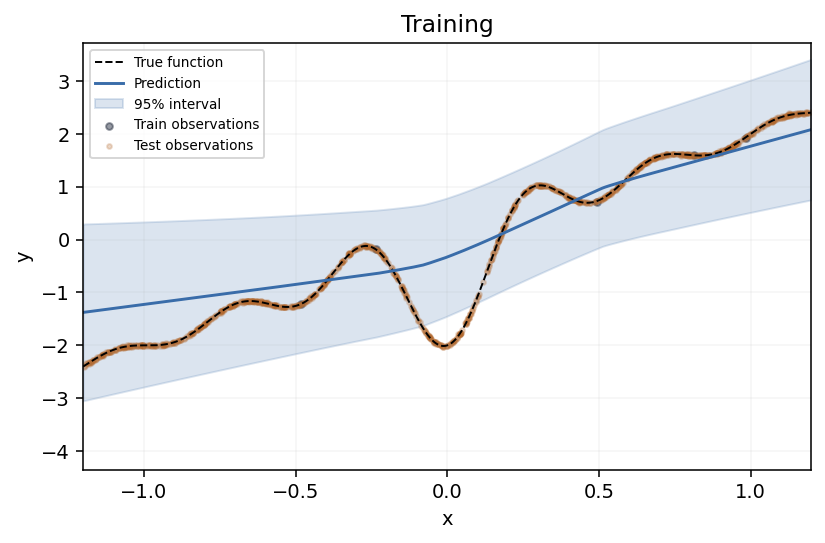 Training
True function
Prediction
95% interval
Train observations
Test observations
3
2
1
0
−1
−2
−3
−4
y
−1.0
−0.5
0.0
0.5
1.0
x